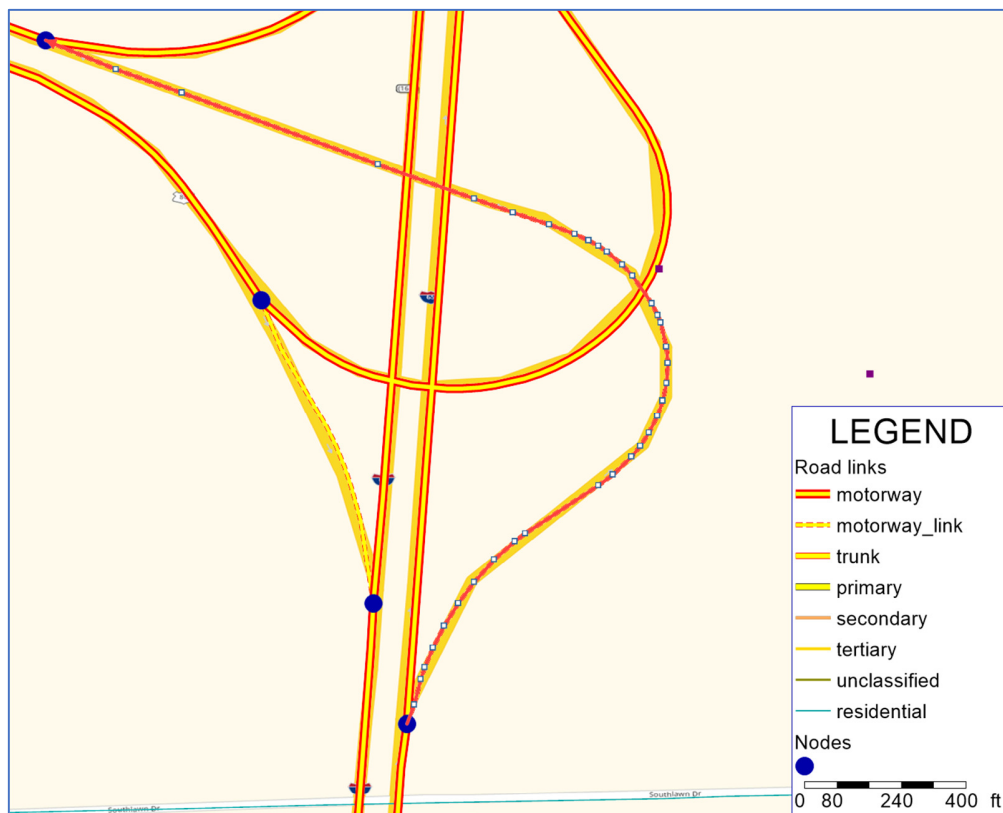 LEGEND
Road links
motorway
motorway_link
trunk
primary
secondary
tertiary
unclassified
residential
Nodes
0 80 240 400 ft
Southlawn Dr
Southlawn Dr